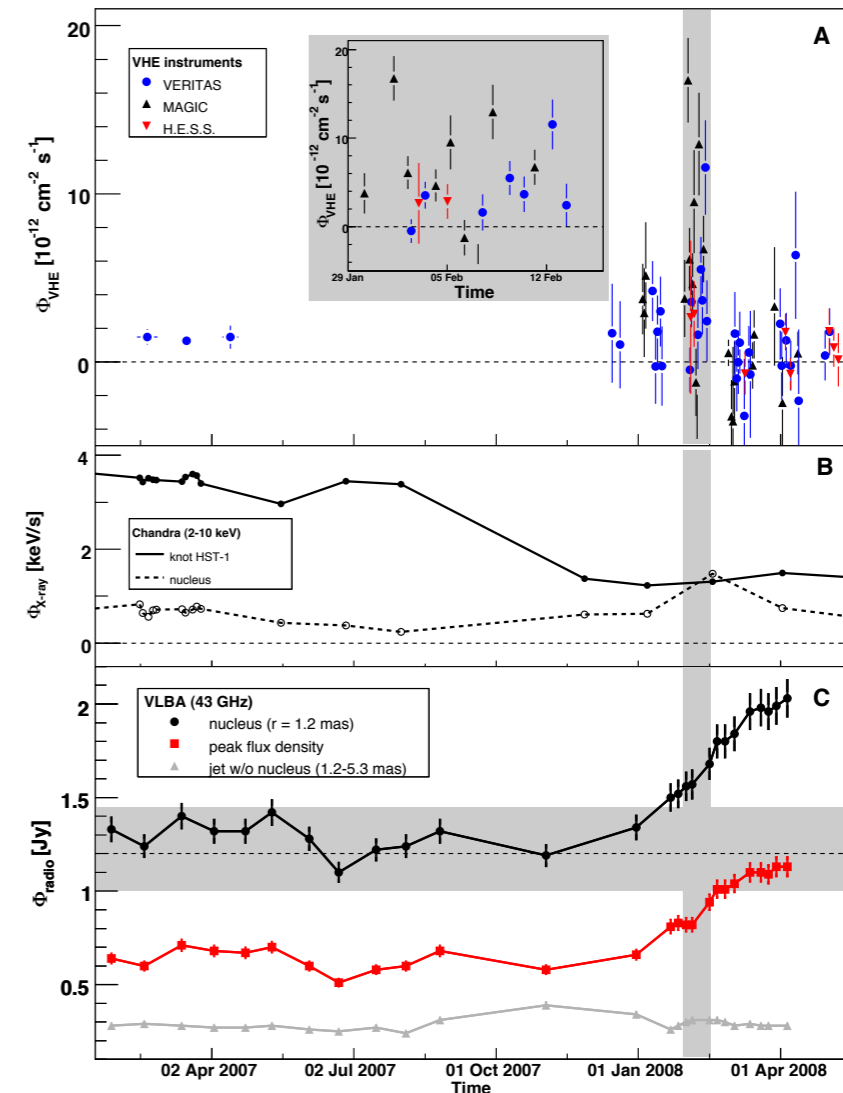 A
VHE instruments
VERITAS
MAGIC
H.E.S.S.
Φ_VHE [10^-12 cm^-2 s^-1]
20
10
0
Φ_VHE [10^-12 cm^-2 s^-1]
20
10
0
29 Jan
05 Feb
12 Feb
Time
B
Chandra (2-10 keV)
knot HST-1
nucleus
Φ_X-ray [keV/s]
4
2
0
C
VLBA (43 GHz)
nucleus (r = 1.2 mas)
peak flux density
jet w/o nucleus (1.2-5.3 mas)
Φ_radio [Jy]
2
1.5
1
0.5
02 Apr 2007
02 Jul 2007
01 Oct 2007
01 Jan 2008
01 Apr 2008
Time